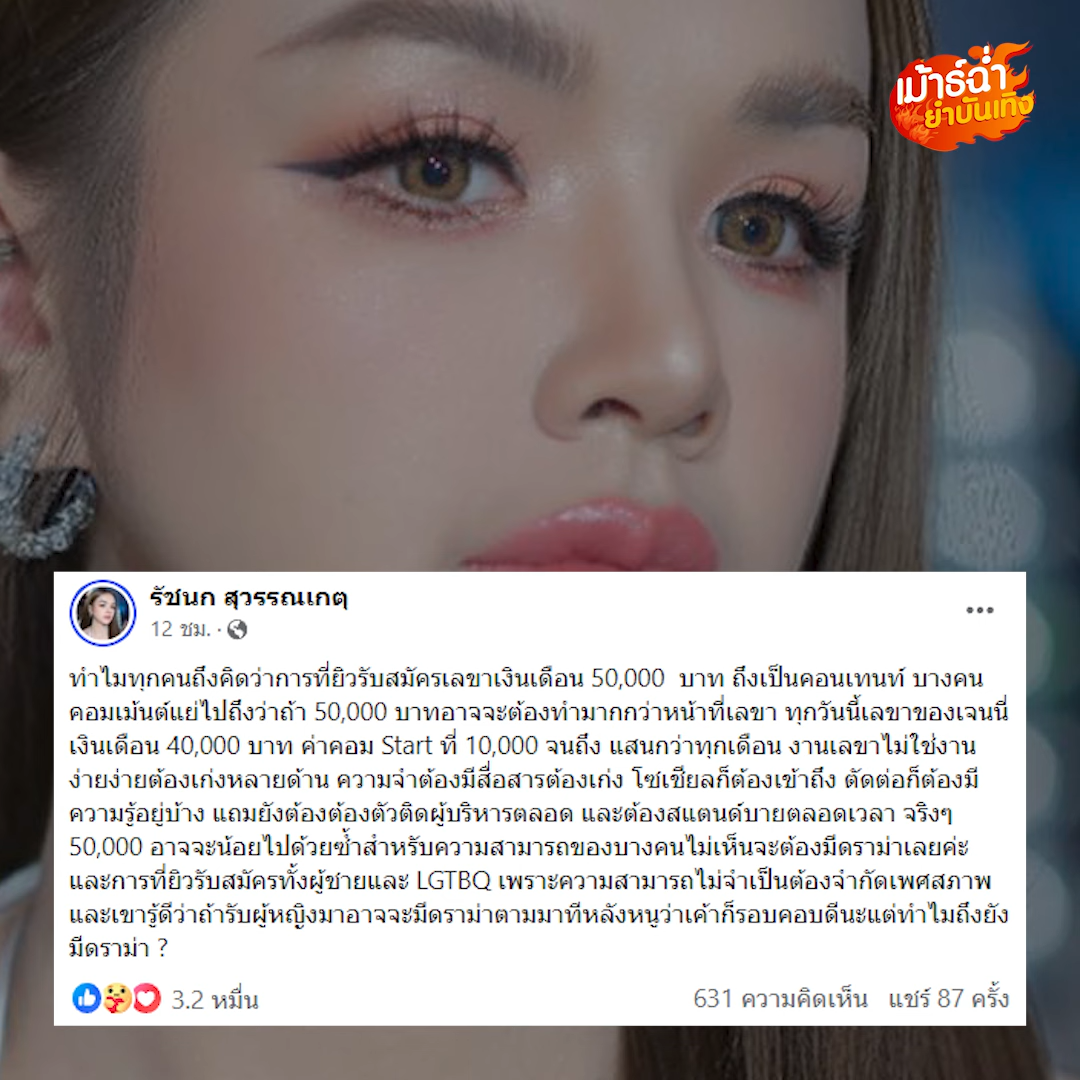 เม้าธ์ฉ่ำ
ยำบันเทิง
รัชนก สุวรรณเกตุ
12 ชม. ·
ทำไมทุกคนถึงคิดว่าการที่ยิวรับสมัครเลขาเงินเดือน 50,000 บาท ถึงเป็นคอนเทนท์ บางคน
คอมเม้นต์แย่ไปถึงว่าถ้า 50,000 บาทอาจจะต้องทำมากกว่าหน้าที่เลขา ทุกวันนี้เลขาของเจนนี่
เงินเดือน 40,000 บาท ค่าคอม Start ที่ 10,000 จนถึง แสนกว่าทุกเดือน งานเลขาไม่ใช่งาน
ง่ายง่ายต้องเก่งหลายด้าน ความจำต้องมีสื่อสารต้องเก่ง โซเชียลก็ต้องเข้าถึง ตัดต่อก็ต้องมี
ความรู้อยู่บ้าง แถมยังต้องต้องตัวติดผู้บริหารตลอด และต้องสแตนด์บายตลอดเวลา จริงๆ
50,000 อาจจะน้อยไปด้วยซ้ำสำหรับความสามารถของบางคนไม่เห็นจะต้องมีดราม่าเลยค่ะ
และการที่ยิวรับสมัครทั้งผู้ชายและ LGTBQ เพราะความสามารถไม่จำเป็นต้องจำกัดเพศสภาพ
และเขารู้ดีว่าถ้ารับผู้หญิงมาอาจจะมีดราม่าตามมาทีหลังหนูว่าเค้าก็รอบคอบดีนะแต่ทำไมถึงยัง
มีดราม่า ?
3.2 หมื่น 631 ความคิดเห็น แชร์ 87 ครั้ง